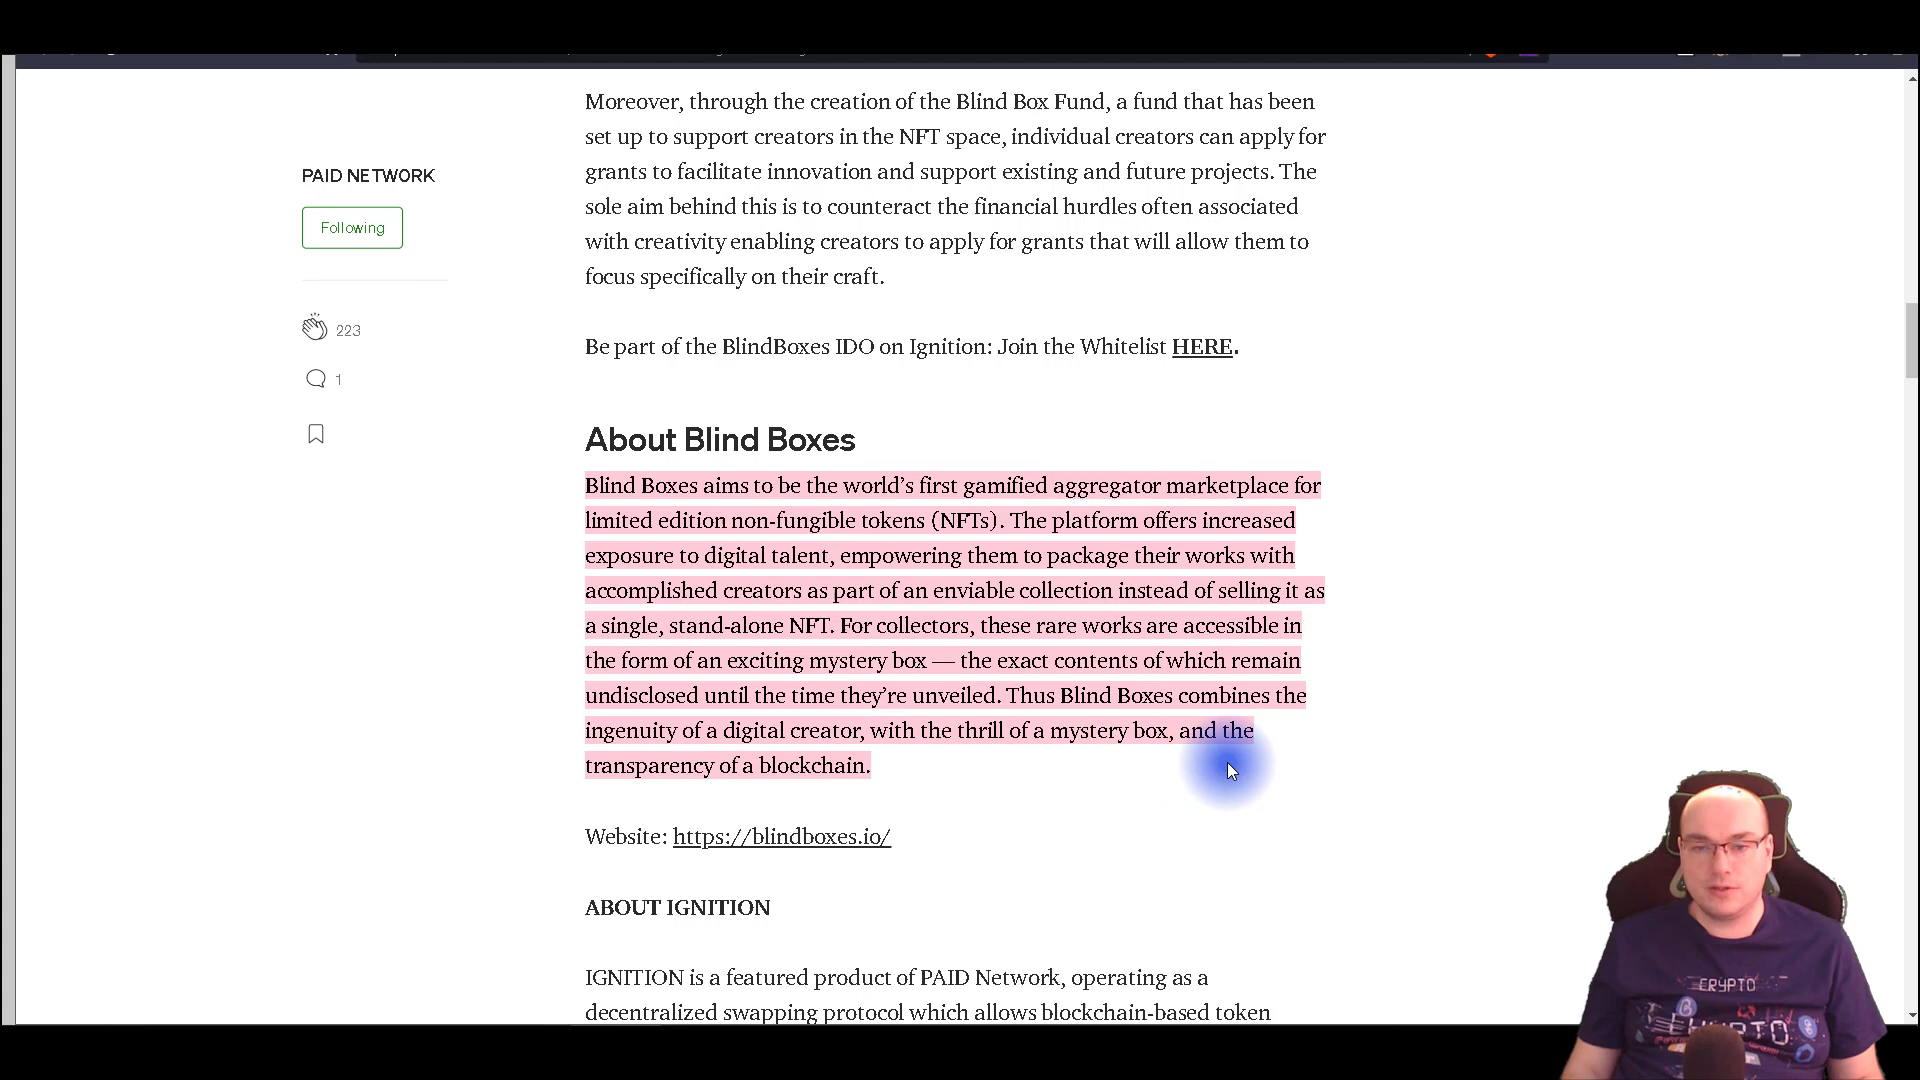 Moreover, through the creation of the Blind Box Fund, a fund that has been
set up to support creators in the NFT space, individual creators can apply for
grants to facilitate innovation and support existing and future projects. The
sole aim behind this is to counteract the financial hurdles often associated
with creativity enabling creators to apply for grants that will allow them to
focus specifically on their craft.
PAID NETWORK
Following
223
1
Be part of the BlindBoxes IDO on Ignition: Join the Whitelist HERE.
About Blind Boxes
Blind Boxes aims to be the world’s first gamified aggregator marketplace for
limited edition non-fungible tokens (NFTs). The platform offers increased
exposure to digital talent, empowering them to package their works with
accomplished creators as part of an enviable collection instead of selling it as
a single, stand-alone NFT. For collectors, these rare works are accessible in
the form of an exciting mystery box — the exact contents of which remain
undisclosed until the time they’re unveiled. Thus Blind Boxes combines the
ingenuity of a digital creator, with the thrill of a mystery box, and the
transparency of a blockchain.
Website: https://blindboxes.io/
ABOUT IGNITION
IGNITION is a featured product of PAID Network, operating as a
decentralized swapping protocol which allows blockchain-based token
CRYPTO
CRYPTO